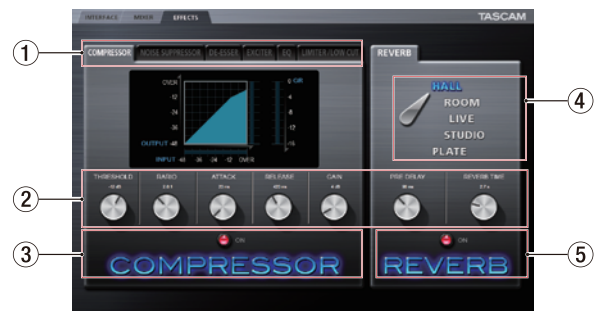 INTERFACE MIXER EFFECTS TASCAM
COMPRESSOR NOISE SUPPRESSOR DE-ESSER EXCITER EQ LIMITER/LOW CUT
REVERB
1
OVER
-12
-24
-36
OUTPUT -48
INPUT -48 -36 -24 -12 OVER
0 GR
-4
-8
-12
-16
HALL
ROOM
LIVE
STUDIO
PLATE
4
2
THRESHOLD RATIO ATTACK RELEASE GAIN
PRE DELAY REVERB TIME
3
ON
COMPRESSOR
ON
REVERB
5